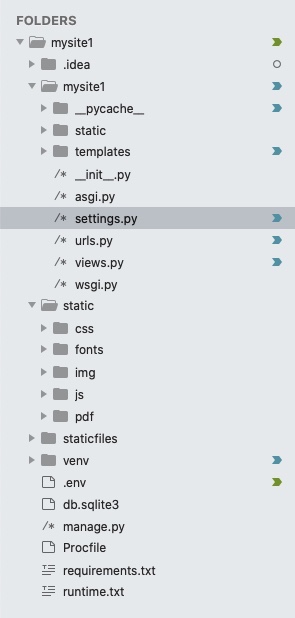 FOLDERS
mysite1
.idea
mysite1
__pycache__
static
templates
/* __init__.py
/* asgi.py
/* settings.py
/* urls.py
/* views.py
/* wsgi.py
static
css
fonts
img
js
pdf
staticfiles
venv
.env
db.sqlite3
/* manage.py
Procfile
requirements.txt
runtime.txt